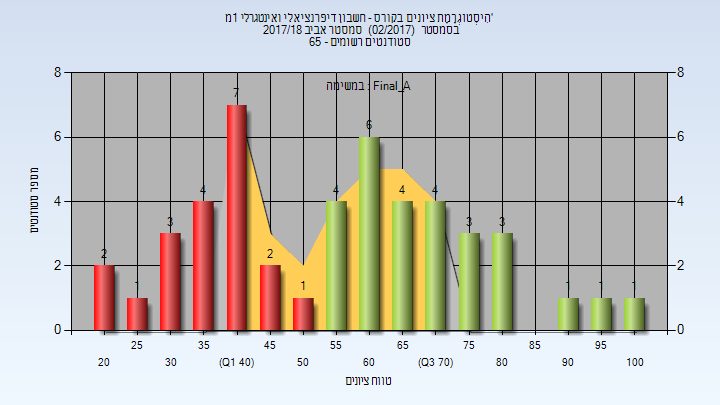 היסטוגרמת ציונים בקורס - חשבון דיפרנציאלי ואינטגרלי 1מ'
בסמסטר (02/2017) סמסטר אביב 2017/18
סטודנטים רשומים - 65
במשימה : Final_A
8 8
6 6
4 4
2 2
0 0
מספר סטודנטים
2 1 3 4 7 2 1 4 6 4 4 3 3 1 1 1
25 35 45 55 65 75 85 95
20 30 (Q1 40) 50 60 (Q3 70) 80 90 100
טווח ציונים